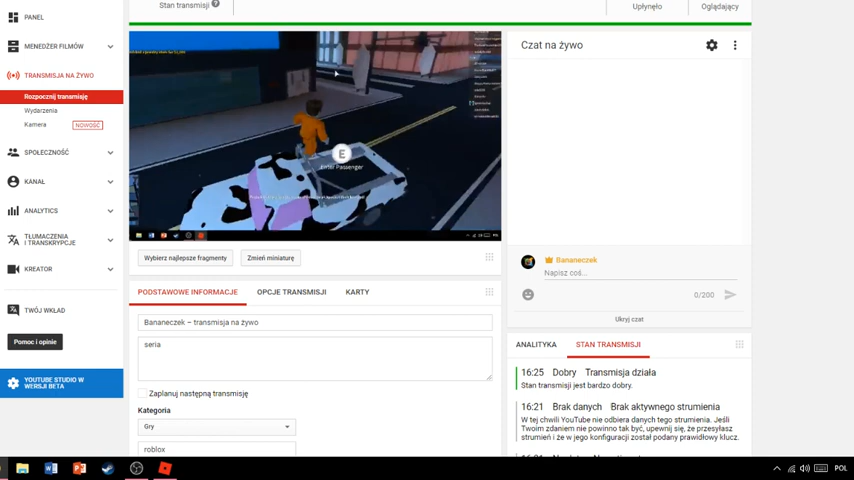 Stan transmisji ?
Upłynęło
Oglądający
PANEL
MENEDŻER FILMÓW
TRANSMISJA NA ŻYWO
Rozpocznij transmisję
Wydarzenia
Kamera
NOWOŚĆ
SPOŁECZNOŚĆ
KANAŁ
ANALYTICS
TŁUMACZENIA
I TRANSKRYPCJE
KREATOR
TWÓJ WKŁAD
Pomoc i opinie
YOUTUBE STUDIO W
WERSJI BETA
E
Enter Passenger
Wybierz najlepsze fragmenty
Zmień miniaturę
PODSTAWOWE INFORMACJE
OPCJE TRANSMISJI
KARTY
Bananeczek – transmisja na żywo
seria
Zaplanuj następną transmisję
Kategoria
Gry
roblox
Czat na żywo
Bananeczek
Napisz coś...
0/200
Ukryj czat
ANALITYKA
STAN TRANSMISJI
16:25 Dobry Transmisja działa
Stan transmisji jest bardzo dobry.
16:21 Brak danych Brak aktywnego strumienia
W tej chwili YouTube nie odbiera danych tego strumienia. Jeśli
Twoim zdaniem nie powinno tak być, upewnij się, że przesyłasz
strumień i że w jego konfiguracji został podany prawidłowy klucz.
POL